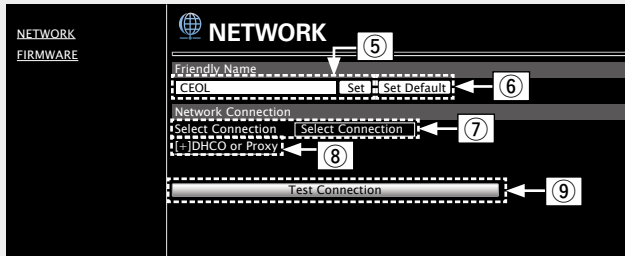 NETWORK
FIRMWARE
NETWORK
⑤
Friendly Name
CEOL Set Set Default ⑥
Network Connection
Select Connection Select Connection ⑦
[+]DHCO or Proxy ⑧
Test Connection ⑨